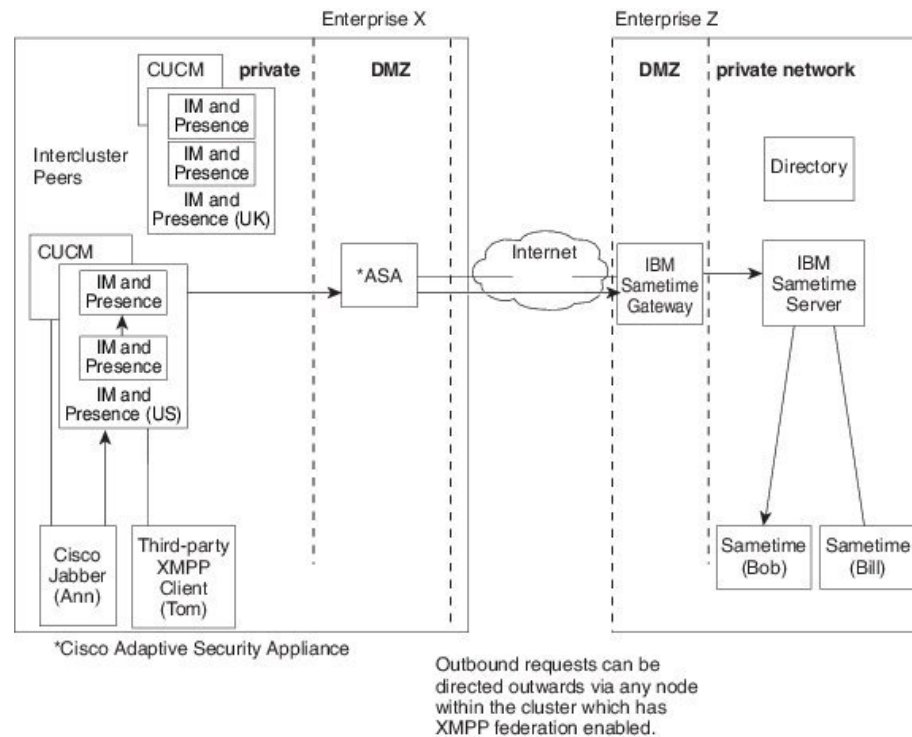 Enterprise X
Enterprise Z
CUCM
private
DMZ
DMZ
private network
IM and
Presence
IM and
Presence
IM and
Presence (UK)
Intercluster
Peers
Directory
CUCM
IM and
Presence
IM and
Presence
IM and
Presence (US)
*ASA
Internet
IBM
Sametime
Gateway
IBM
Sametime
Server
Cisco
Jabber
(Ann)
Third-party
XMPP
Client
(Tom)
Sametime
(Bob)
Sametime
(Bill)
*Cisco Adaptive Security Appliance
Outbound requests can be
directed outwards via any node
within the cluster which has
XMPP federation enabled.